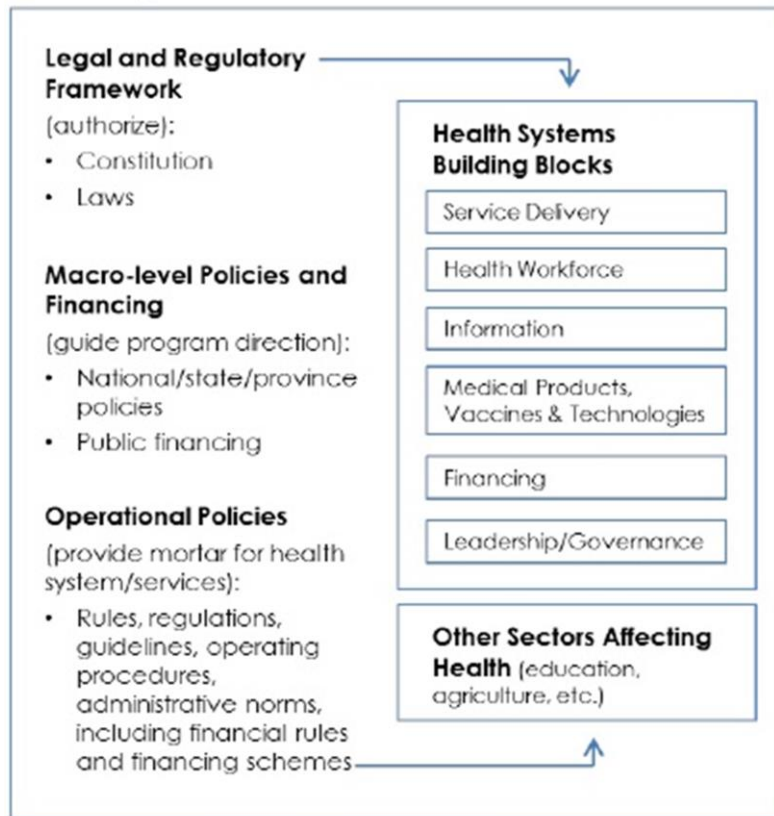 Legal and Regulatory
Framework
(authorize):
• Constitution
• Laws
Macro-level Policies and
Financing
(guide program direction):
• National/state/province
policies
• Public financing
Operational Policies
(provide mortar for health
system/services):
• Rules, regulations,
guidelines, operating
procedures,
administrative norms,
including financial rules
and financing schemes
Health Systems
Building Blocks
Service Delivery
Health Workforce
Information
Medical Products,
Vaccines & Technologies
Financing
Leadership/Governance
Other Sectors Affecting
Health (education,
agriculture, etc.)